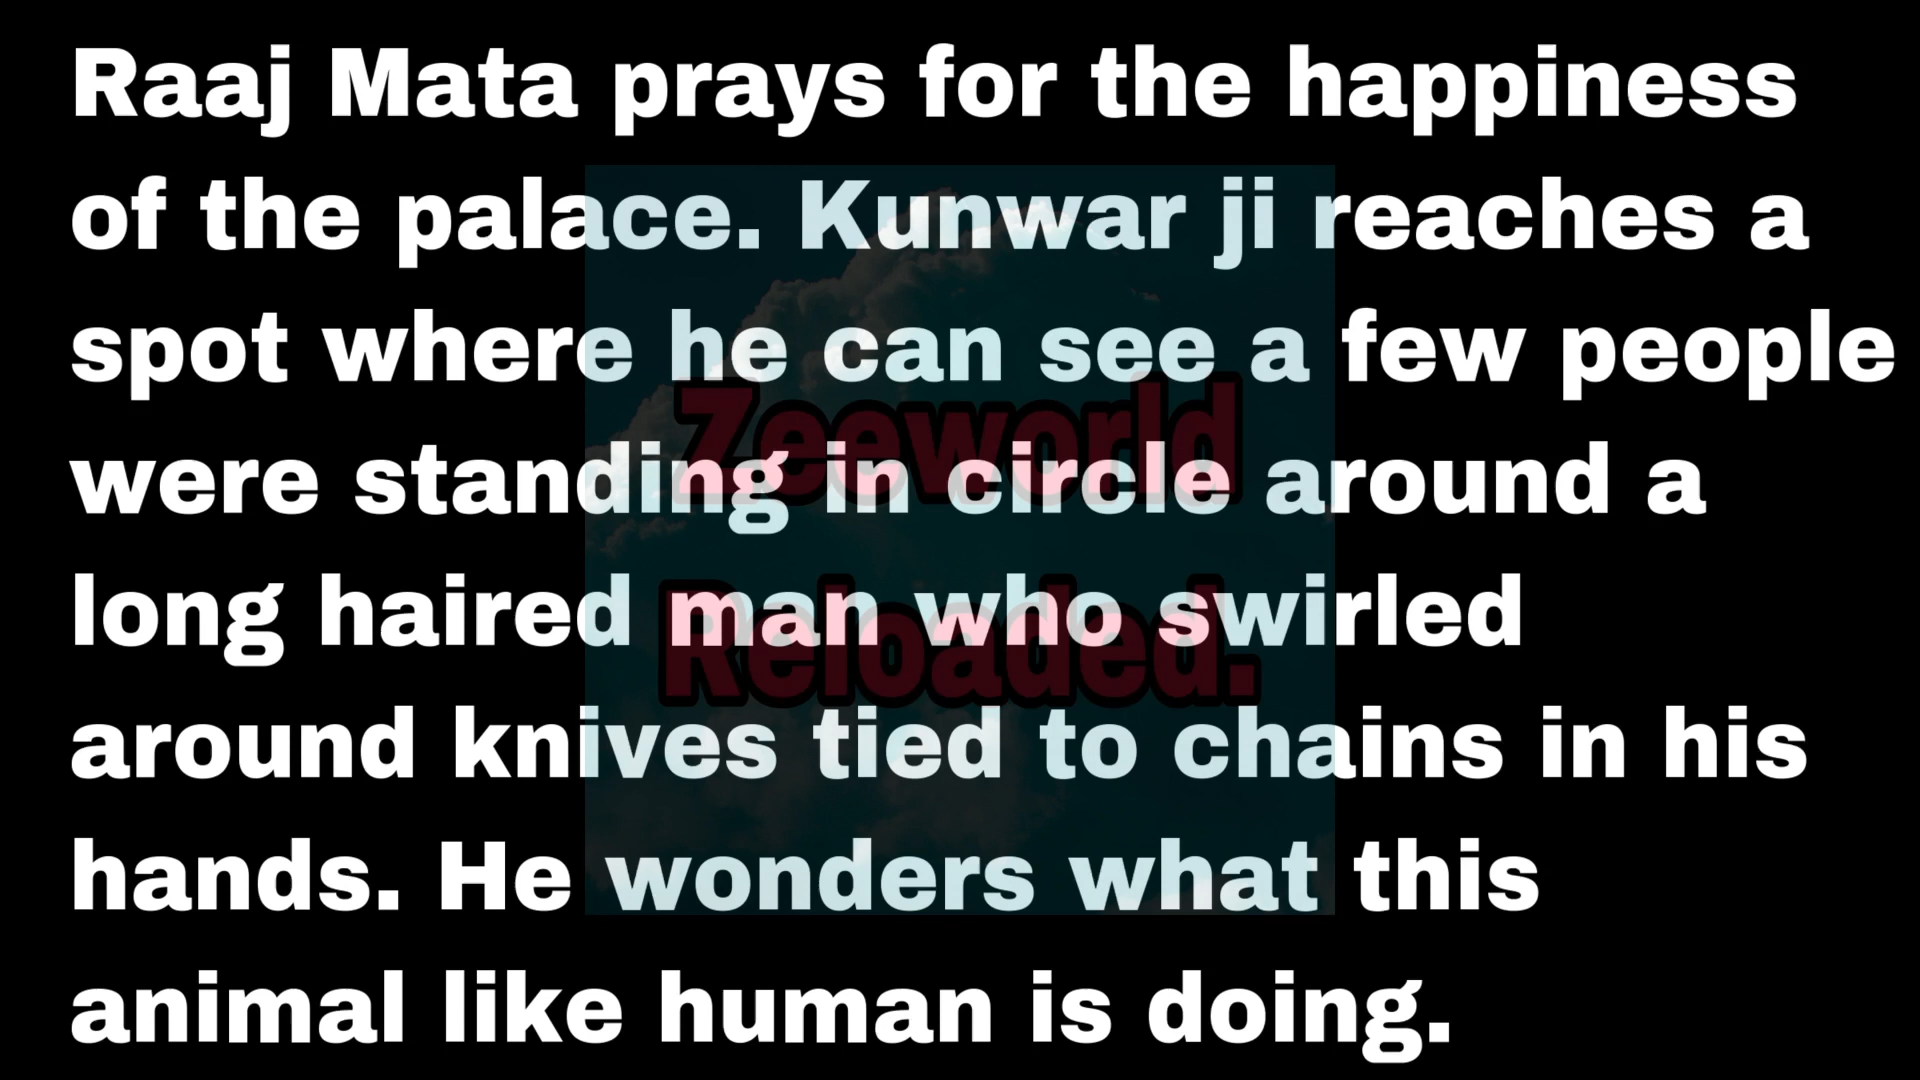 Raaj Mata prays for the happiness
of the palace. Kunwar ji reaches a
spot where he can see a few people
were standing in circle around a
long haired man who swirled
around knives tied to chains in his
hands. He wonders what this
animal like human is doing.
Zeeworld
Reloaded.